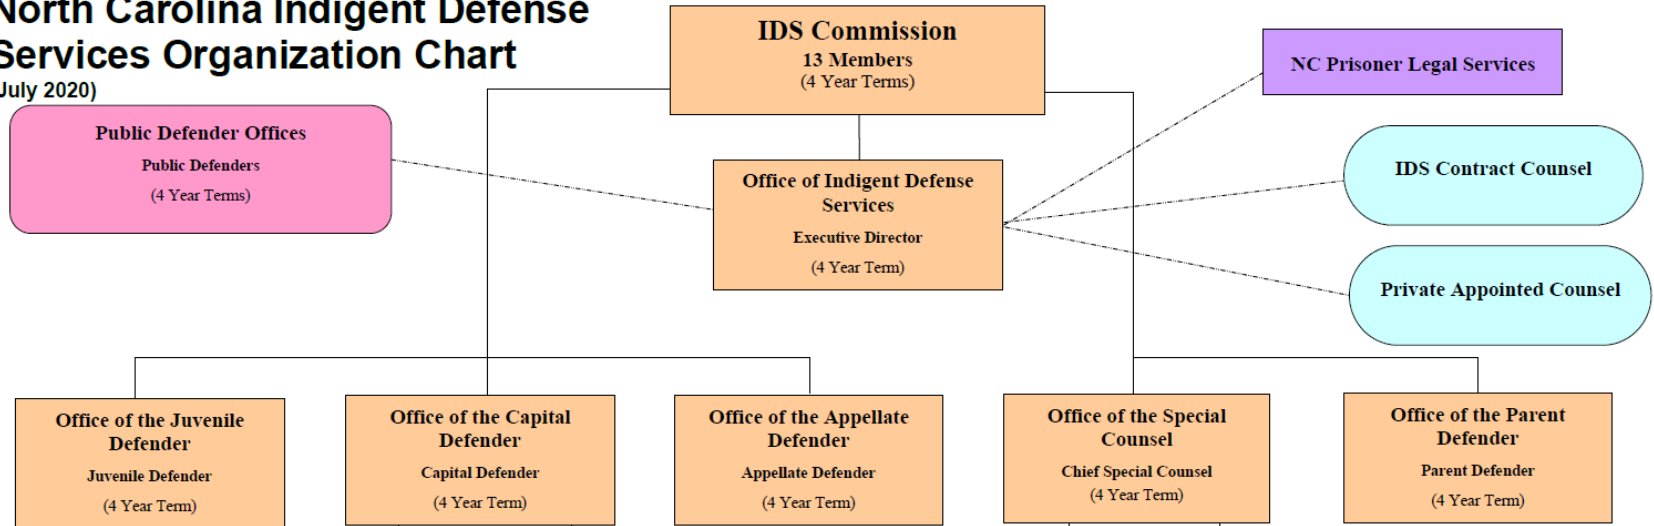 North Carolina Indigent Defense
Services Organization Chart
July 2020)
IDS Commission
13 Members
(4 Year Terms)
NC Prisoner Legal Services
Public Defender Offices
Public Defenders
(4 Year Terms)
IDS Contract Counsel
Office of Indigent Defense
Services
Executive Director
(4 Year Term)
Private Appointed Counsel
Office of the Juvenile
Defender
Juvenile Defender
(4 Year Term)
Office of the Capital
Defender
Capital Defender
(4 Year Term)
Office of the Appellate
Defender
Appellate Defender
(4 Year Term)
Office of the Special
Counsel
Chief Special Counsel
(4 Year Term)
Office of the Parent
Defender
Parent Defender
(4 Year Term)